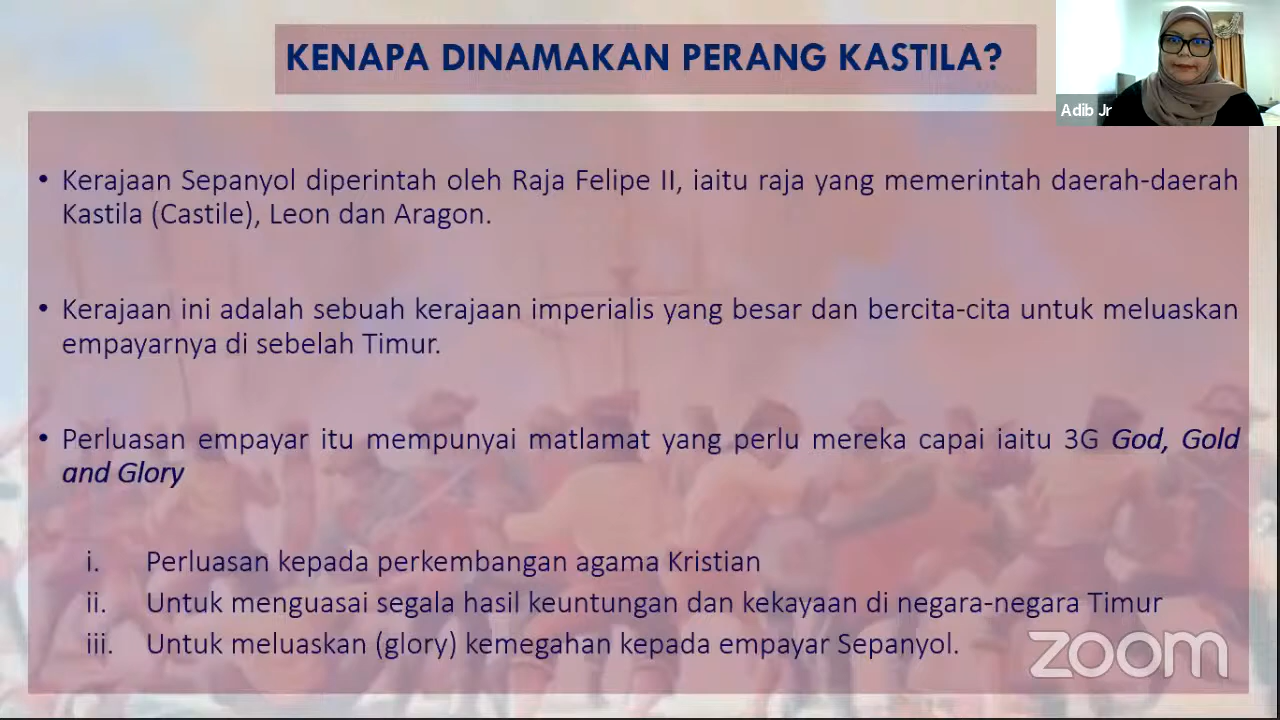 KENAPA DINAMAKAN PERANG KASTILA?
Adib Jr
• Kerajaan Sepanyol diperintah oleh Raja Felipe II, iaitu raja yang memerintah daerah-daerah
Kastila (Castile), Leon dan Aragon.
• Kerajaan ini adalah sebuah kerajaan imperialis yang besar dan bercita-cita untuk meluaskan
empayarnya di sebelah Timur.
• Perluasan empayar itu mempunyai matlamat yang perlu mereka capai iaitu 3G God, Gold
and Glory
i. Perluasan kepada perkembangan agama Kristian
ii. Untuk menguasai segala hasil keuntungan dan kekayaan di negara-negara Timur
iii. Untuk meluaskan (glory) kemegahan kepada empayar Sepanyol.
zoom